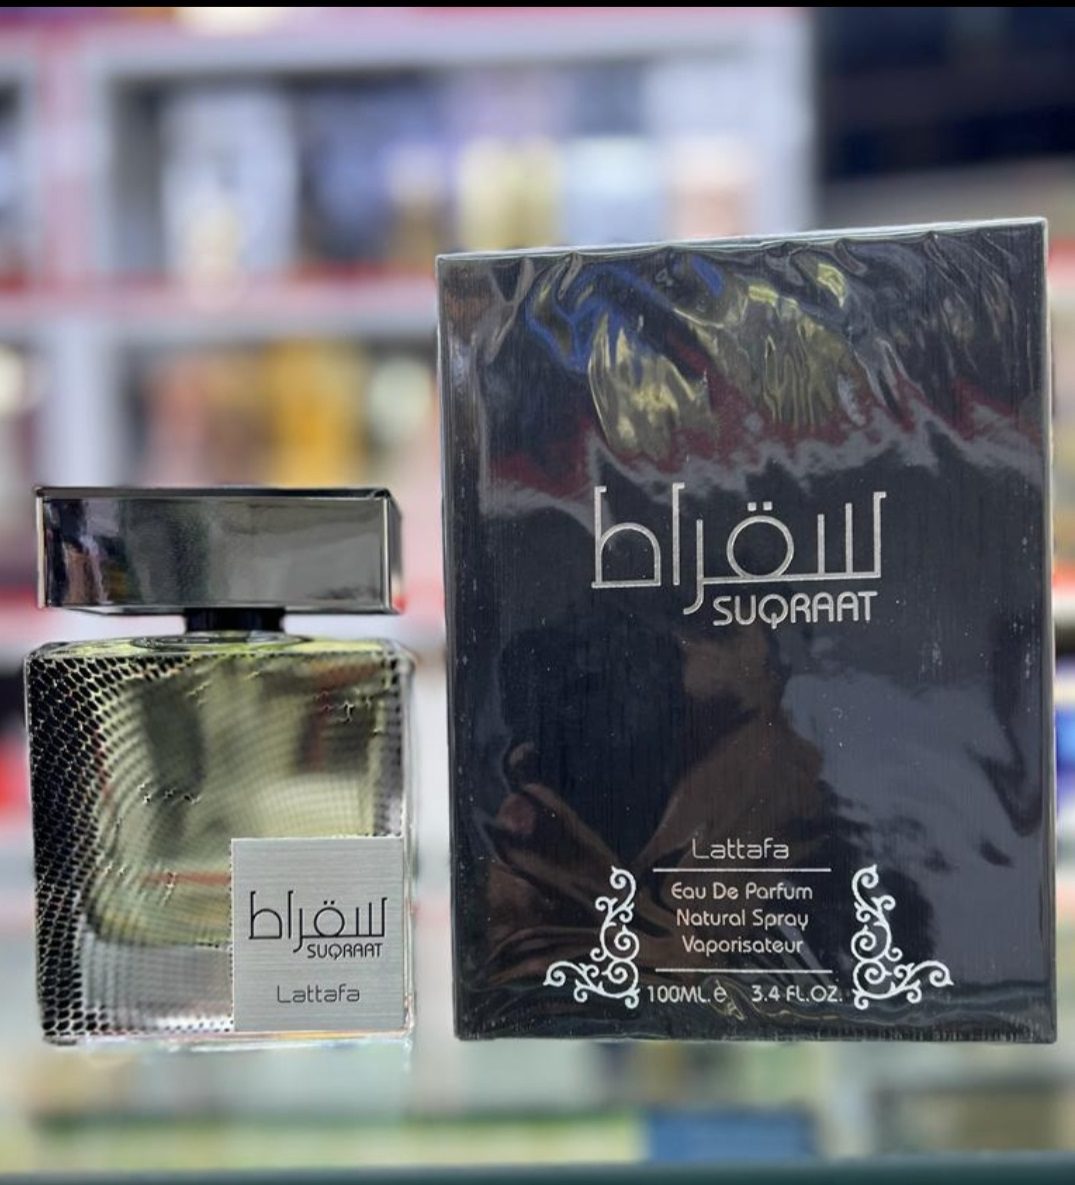 سقراط
SUQRAAT
Lattafa
سقراط
SUQRAAT
Lattafa
Eau De Parfum
Natural Spray
Vaporisateur
100ML.e 3.4 FL.OZ.